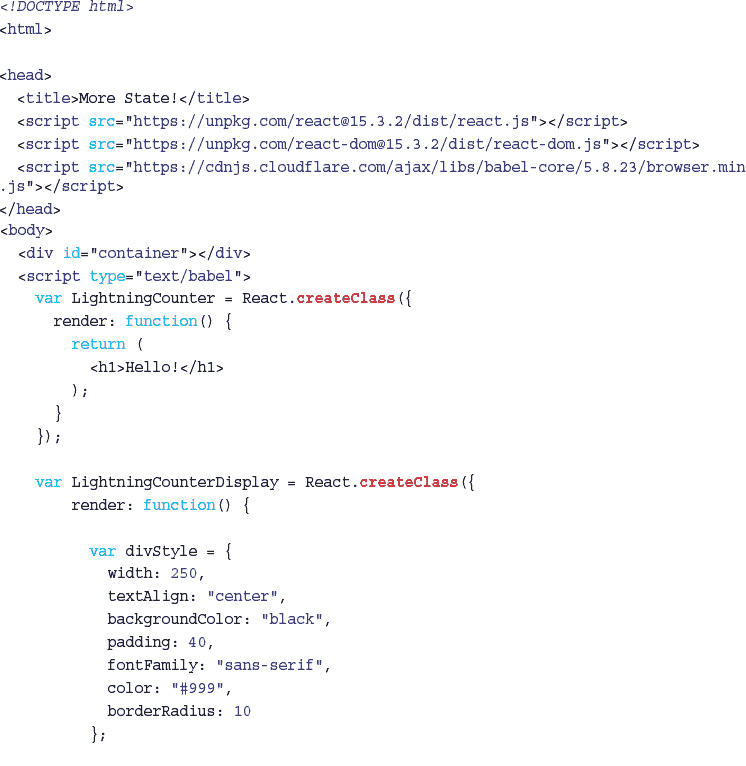 <!DOCTYPE html>
<html>
<head>
<title>More State!</title>
<script src="https://unpkg.com/react@15.3.2/dist/react.js"></script>
<script src="https://unpkg.com/react-dom@15.3.2/dist/react-dom.js"></script>
<script src="https://cdnjs.cloudflare.com/ajax/libs/babel-core/5.8.23/browser.min
.js"></script>
</head>
<body>
<div id="container"></div>
<script type="text/babel">
var LightningCounter = React.createClass({
render: function() {
return (
<h1>Hello!</h1>
);
}
});
var LightningCounterDisplay = React.createClass({
render: function() {
var divStyle = {
width: 250,
textAlign: "center",
backgroundColor: "black",
padding: 40,
fontFamily: "sans-serif",
color: "#999",
borderRadius: 10
};